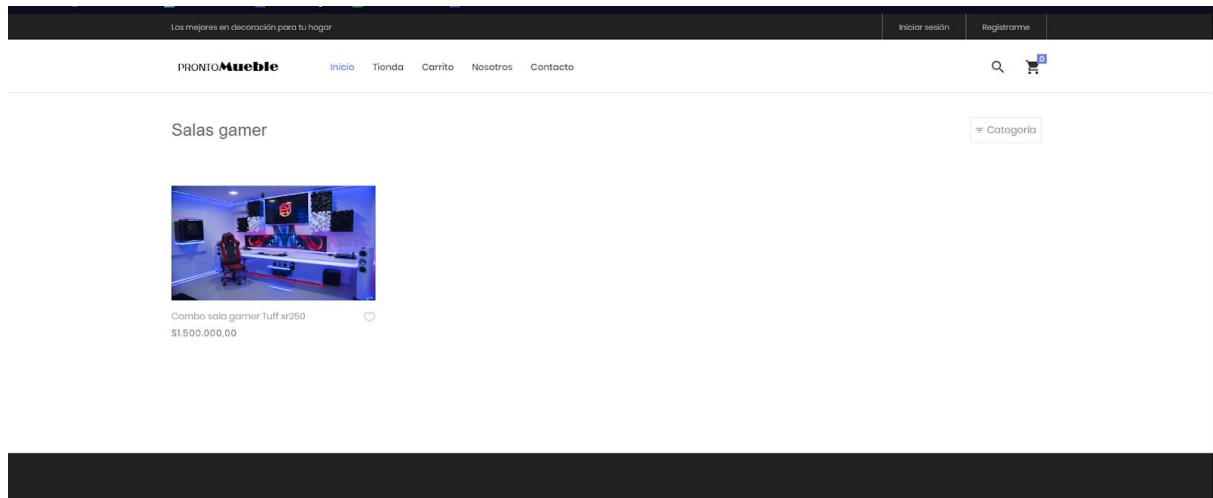 Los mejores en decoración para tu hogar
Iniciar sesión
Registrarme
PRONTOMueble
Inicio
Tienda
Carrito
Nosotros
Contacto
0
Salas gamer
Categoría
Combo sala gamer Tuff xr250
$1.500.000,00